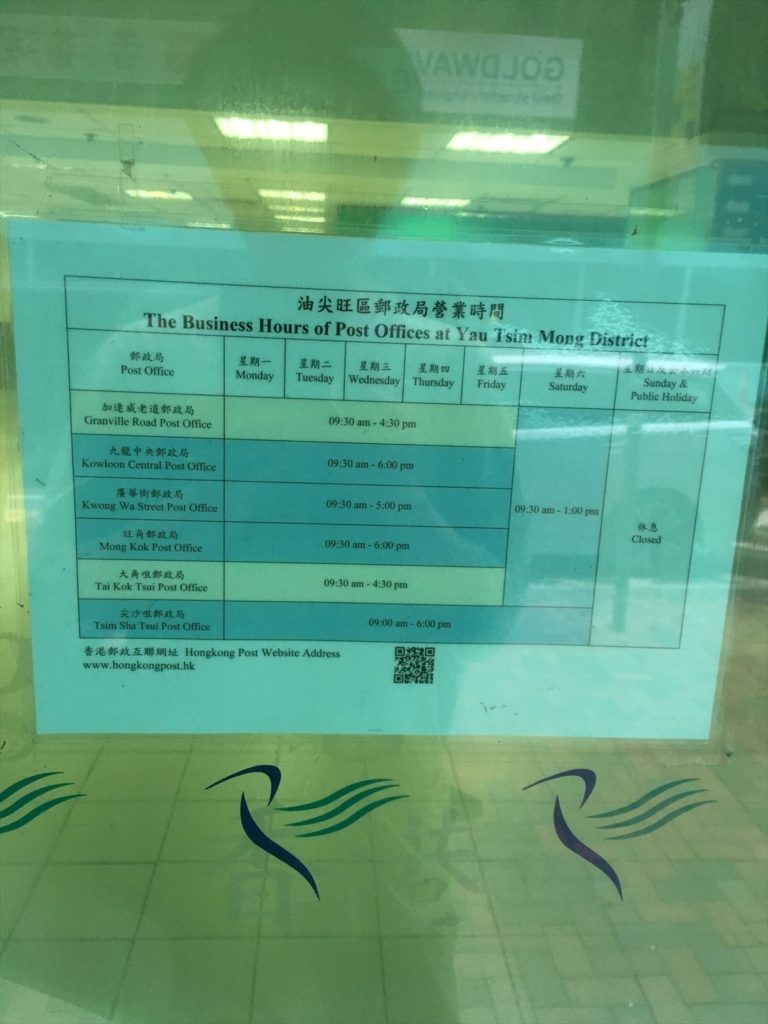 GOLDWAVE
油尖旺區郵政局營業時間
The Business Hours of Post Offices at Yau Tsim Mong District
郵政局
Post Office
星期一
Monday
星期二
Tuesday
星期三
Wednesday
星期四
Thursday
星期五
Friday
星期六
Saturday
星期日及公眾假期
Sunday &
Public Holiday
加連威老道郵政局
Granville Road Post Office
09:30 am - 4:30 pm
九龍中央郵政局
Kowloon Central Post Office
09:30 am - 6:00 pm
廣華街郵政局
Kwong Wa Street Post Office
09:30 am - 5:00 pm
09:30 am - 1:00 pm
休息
Closed
旺角郵政局
Mong Kok Post Office
09:30 am - 6:00 pm
大角咀郵政局
Tai Kok Tsui Post Office
09:30 am - 4:30 pm
尖沙咀郵政局
Tsim Sha Tsui Post Office
09:00 am - 6:00 pm
香港郵政互聯網址 Hongkong Post Website Address
www.hongkongpost.hk